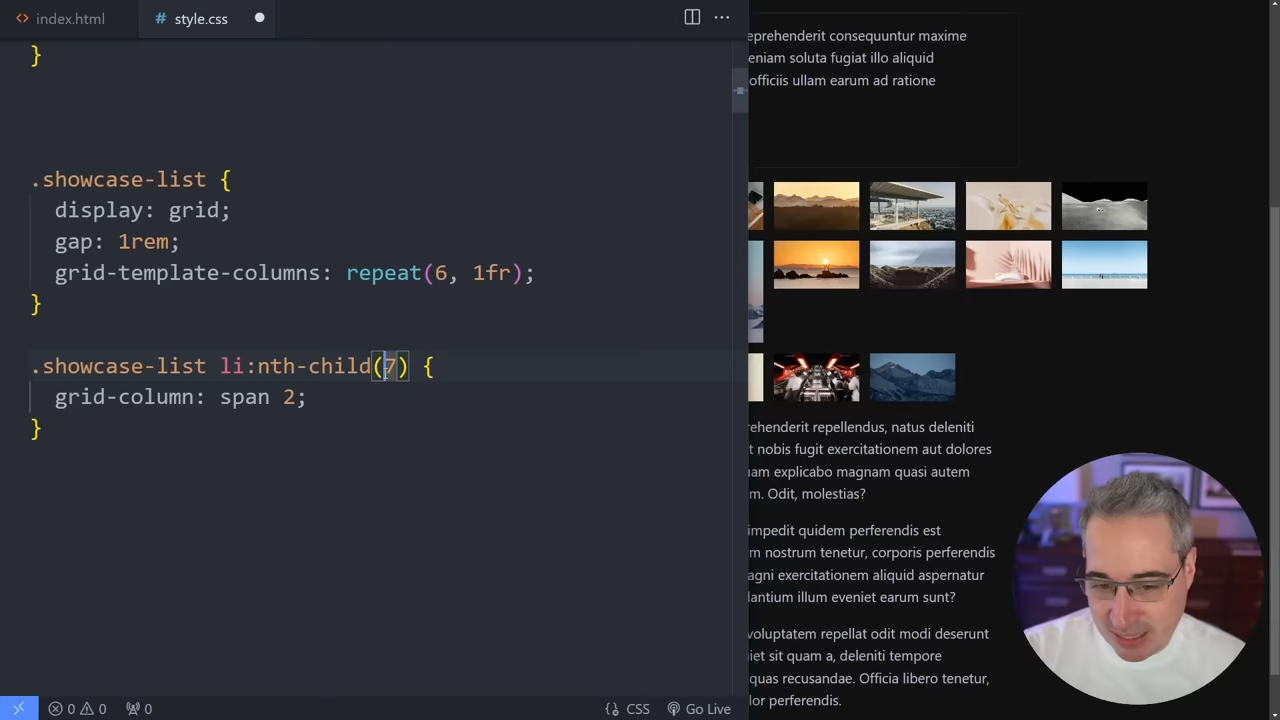 index.html
# style.css
}
.showcase-list {
display: grid;
gap: 1rem;
grid-template-columns: repeat(6, 1fr);
}
.showcase-list li:nth-child(7) {
grid-column: span 2;
}
0 0 0
CSS
Go Live
eprehenderit consequuntur maxime
eniam soluta fugiat illo aliquid
officiis ullam earum ad ratione
rehenderit repellendus, natus deleniti
t nobis fugit exercitationem aut dolores
uam explicabo magnam quasi autem
m. Odit, molestias?
impedit quidem perferendis est
m nostrum tenetur, corporis perferendis
agni exercitationem aliquid aspernatur
lantium illum eveniet earum sunt?
voluptatem repellat odit modi deserunt
iet sit quam a, deleniti tempore
quas recusandae. Officia libero tenetur,
lor perferendis.